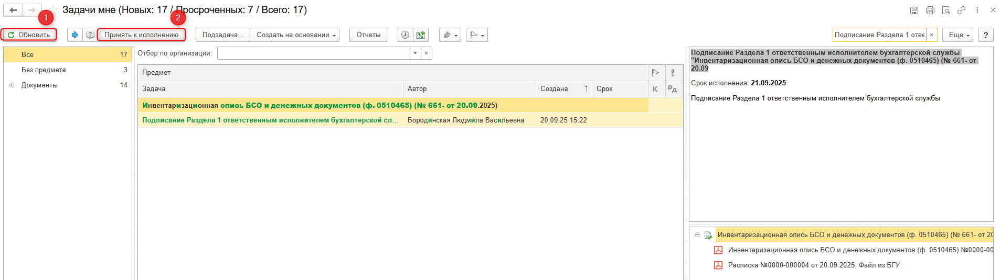 Задачи мне (Новых: 17 / Просроченных: 7 / Всего: 17)
1
2
Обновить
Принять к исполнению
Подзадача...
Создать на основании
Отчеты
Подписание Раздела 1 отве
×
Еще
?
Все 17
Без предмета 3
Документы 14
Отбор по организации:
Предмет
Задача Автор Создана ↑ Срок К Рд
Инвентаризационная опись БСО и денежных документов (ф. 0510465) (№ 661- от 20.09.2025)
Подписание Раздела 1 ответственным исполнителем бухгалтерской сл... Бородинская Людмила Васильевна 20.09.25 15:22
Подписание Раздела 1 ответственным исполнителем бухгалтерской службы
"Инвентаризационная опись БСО и денежных документов (ф. 0510465) (№ 661- от
20.09
Срок исполнения: 21.09.2025
Подписание Раздела 1 ответственным исполнителем бухгалтерской службы
Инвентаризационная опись БСО и денежных документов (ф. 0510465) (№ 661- от 20
Инвентаризационная опись БСО и денежных документов (ф. 0510465) №0000-00
Расписка №0000-000004 от 20.09.2025, Файл из БГУ